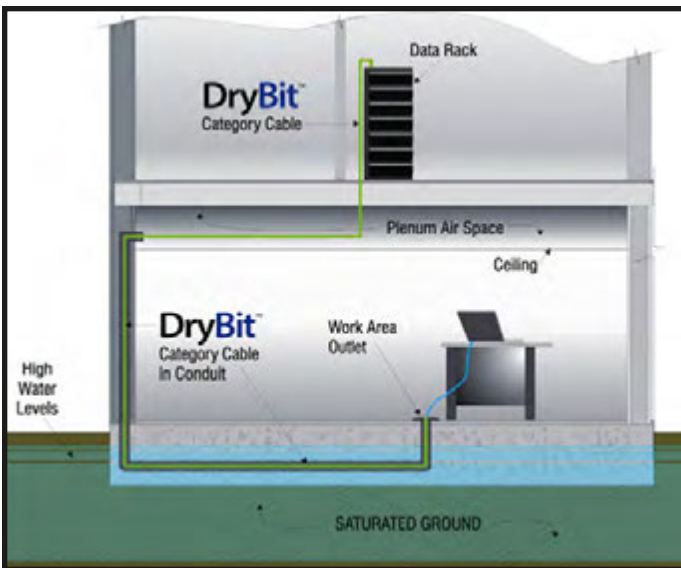 Data Rack
DryBit™
Category Cable
Plenum Air Space
Ceiling
DryBit™
Category Cable
in Conduit
Work Area
Outlet
High
Water
Levels
SATURATED GROUND